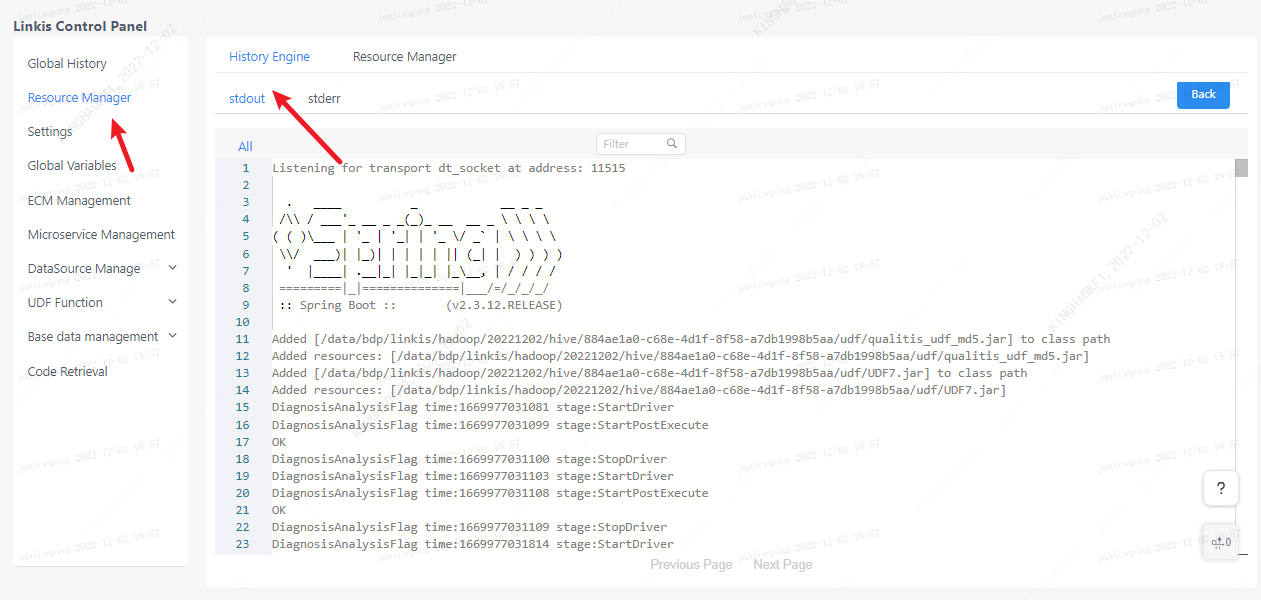 Linkis Control Panel
Global History
Resource Manager
Settings
Global Variables
ECM Management
Microservice Management
DataSource Manage
UDF Function
Base data management
Code Retrieval
History Engine Resource Manager
stdout stderr
Back
All
Filter
1 Listening for transport dt_socket at address: 11515
2
3   .   ____          _            __ _ _
4  /\\ / ___'_ __ _ _(_)_ __  __ _ \ \ \ \
5 ( ( )\___ | '_ | '_| | '_ \/ _` | \ \ \ \
6  \\/  ___)| |_)| | | | | || (_| |  ) ) ) )
7   '  |____| .__|_| |_|_| |_\__, | / / / /
8  =========|_|==============|___/=/_/_/_/
9  :: Spring Boot ::       (v2.3.12.RELEASE)
10
11 Added [/data/bdp/linkis/hadoop/20221202/hive/884ae1a0-c68e-4d1f-8f58-a7db1998b5aa/udf/qualitis_udf_md5.jar] to class path
12 Added resources: [/data/bdp/linkis/hadoop/20221202/hive/884ae1a0-c68e-4d1f-8f58-a7db1998b5aa/udf/qualitis_udf_md5.jar]
13 Added [/data/bdp/linkis/hadoop/20221202/hive/884ae1a0-c68e-4d1f-8f58-a7db1998b5aa/udf/UDF7.jar] to class path
14 Added resources: [/data/bdp/linkis/hadoop/20221202/hive/884ae1a0-c68e-4d1f-8f58-a7db1998b5aa/udf/UDF7.jar]
15 DiagnosisAnalysisFlag time:1669977031081 stage:StartDriver
16 DiagnosisAnalysisFlag time:1669977031099 stage:StartPostExecute
17 OK
18 DiagnosisAnalysisFlag time:1669977031100 stage:StopDriver
19 DiagnosisAnalysisFlag time:1669977031103 stage:StartDriver
20 DiagnosisAnalysisFlag time:1669977031108 stage:StartPostExecute
21 OK
22 DiagnosisAnalysisFlag time:1669977031109 stage:StopDriver
23 DiagnosisAnalysisFlag time:1669977031814 stage:StartDriver
Previous Page Next Page
?
0